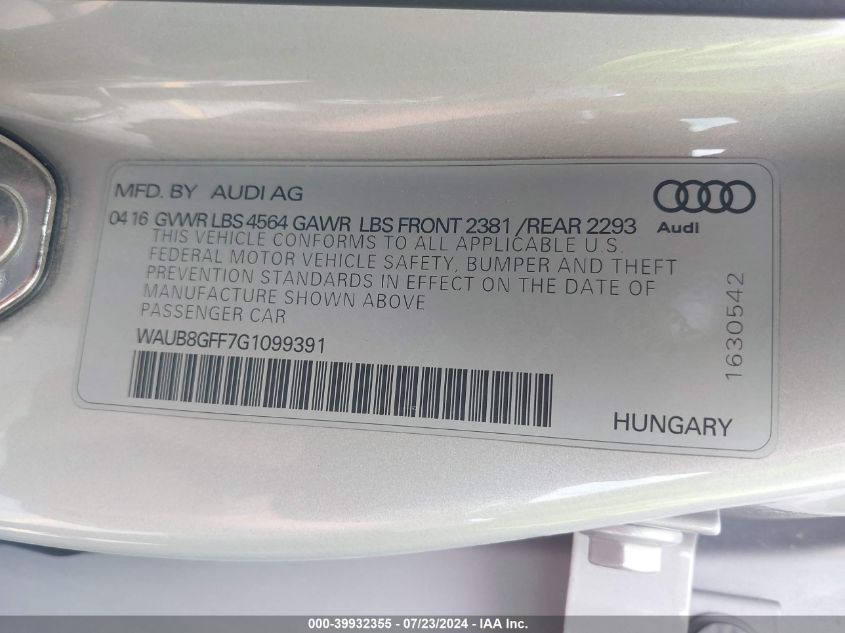 MFD. BY AUDI AG
04 16 GVWR LBS 4564 GAWR LBS FRONT 2381 /REAR 2293
Audi
THIS VEHICLE CONFORMS TO ALL APPLICABLE U.S.
FEDERAL MOTOR VEHICLE SAFETY, BUMPER AND THEFT
PREVENTION STANDARDS IN EFFECT ON THE DATE OF
MANUFACTURE SHOWN ABOVE
PASSENGER CAR
WAUB8GFF7G1099391
1630542
HUNGARY
000-39932355 - 07/23/2024 - IAA Inc.